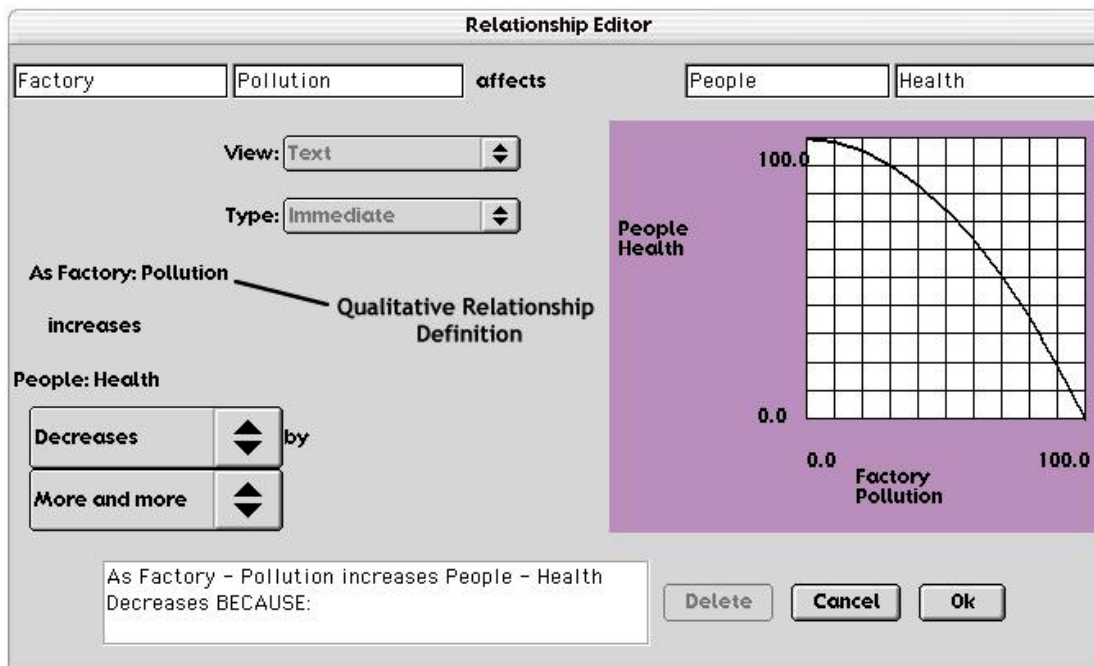 Relationship Editor
Factory Pollution affects People Health
View: Text
Type: Immediate
As Factory: Pollution
increases
People: Health
Decreases by
More and more
Qualitative Relationship
Definition
100.0
People
Health
0.0
0.0 100.0
Factory
Pollution
As Factory - Pollution increases People - Health
Decreases BECAUSE:
Delete Cancel Ok